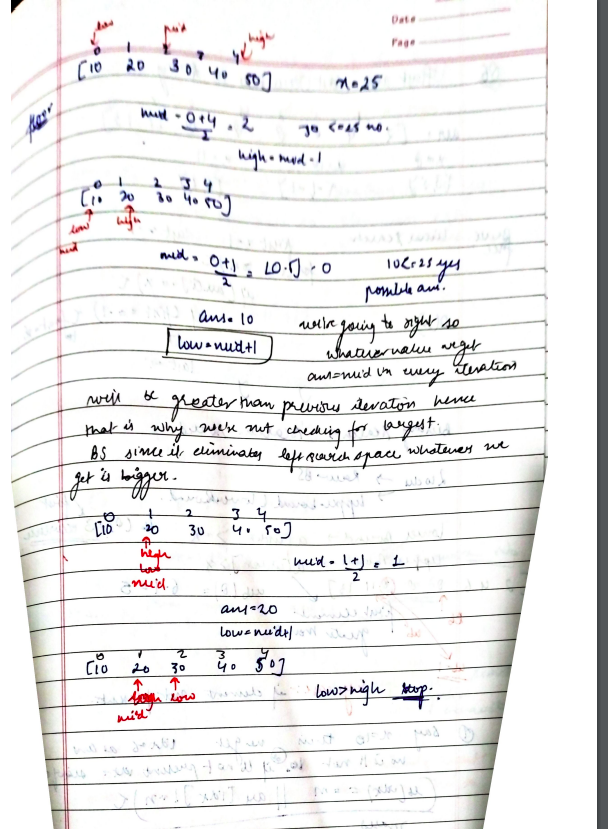 Date
Page
low mid high
0 1 2 3 4
[10 20 30 40 50] x=25
mid = 0+4/2 = 2 30 <=25 no.
high = mid-1
0 1 2 3 4
[10 20 30 40 50]
low high
mid
mid = 0+1/2 = ⌊0.5⌋ = 0 10<=25 yes
possible ans.
ans = 10 we're going to right so
low=mid+1 whatever value we get
ans=mid in every iteration
will be greater than previous iteration hence
that is why we're not checking for largest.
BS since it eliminates left search space whatever we
get is bigger.
0 1 2 3 4
[10 20 30 40 50]
high
low
mid
mid = 1+1/2 = 1
ans=20
low=mid+1
0 1 2 3 4
[10 20 30 40 50]
high low
mid
low>high stop.